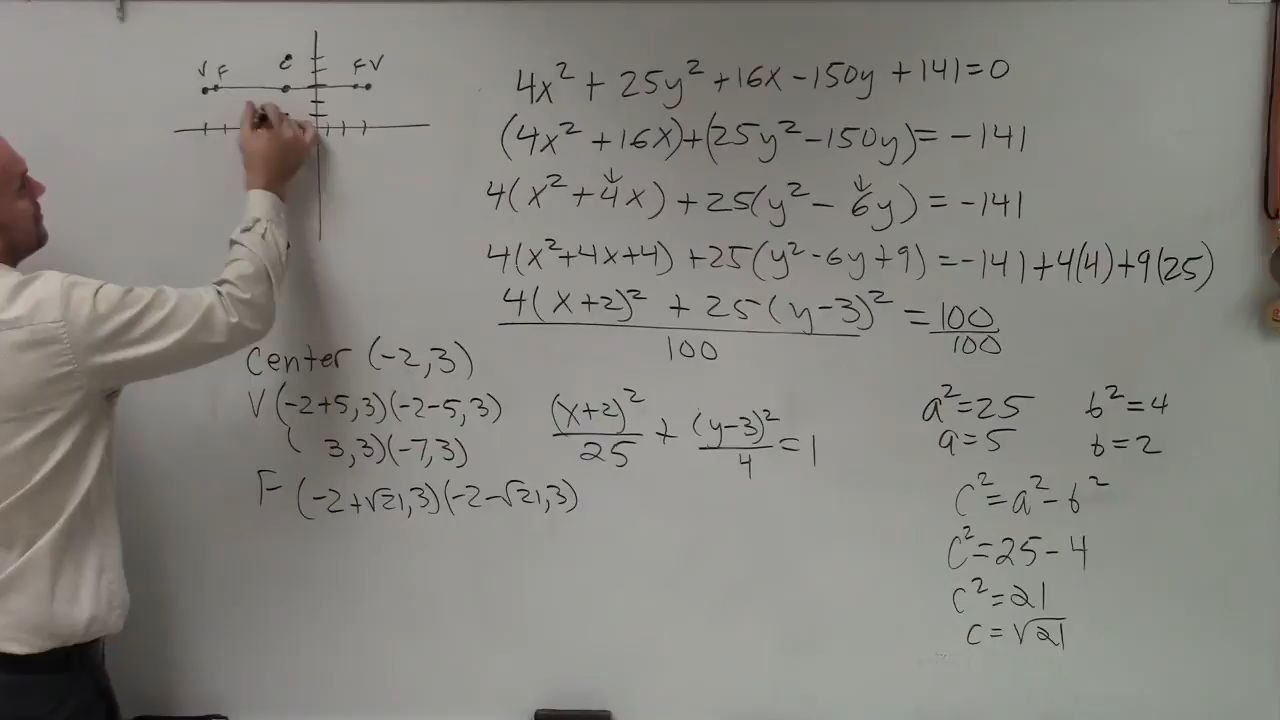 V F C F V
4x² + 25y² + 16x - 150y + 141 = 0
(4x² + 16x) + (25y² - 150y) = -141
4(x² + 4x) + 25(y² - 6y) = -141
4(x² + 4x + 4) + 25(y² - 6y + 9) = -141 + 4(4) + 9(25)
4(x+2)² + 25(y-3)² = 100
100 100
Center (-2,3)
V (-2+5,3)(-2-5,3)
( 3,3)(-7,3)
F (-2+√21,3)(-2-√21,3)
(x+2)²/25 + (y-3)²/4 = 1
a²=25 b²=4
a=5 b=2
c²=a²-b²
c²=25-4
c²=21
c=√21